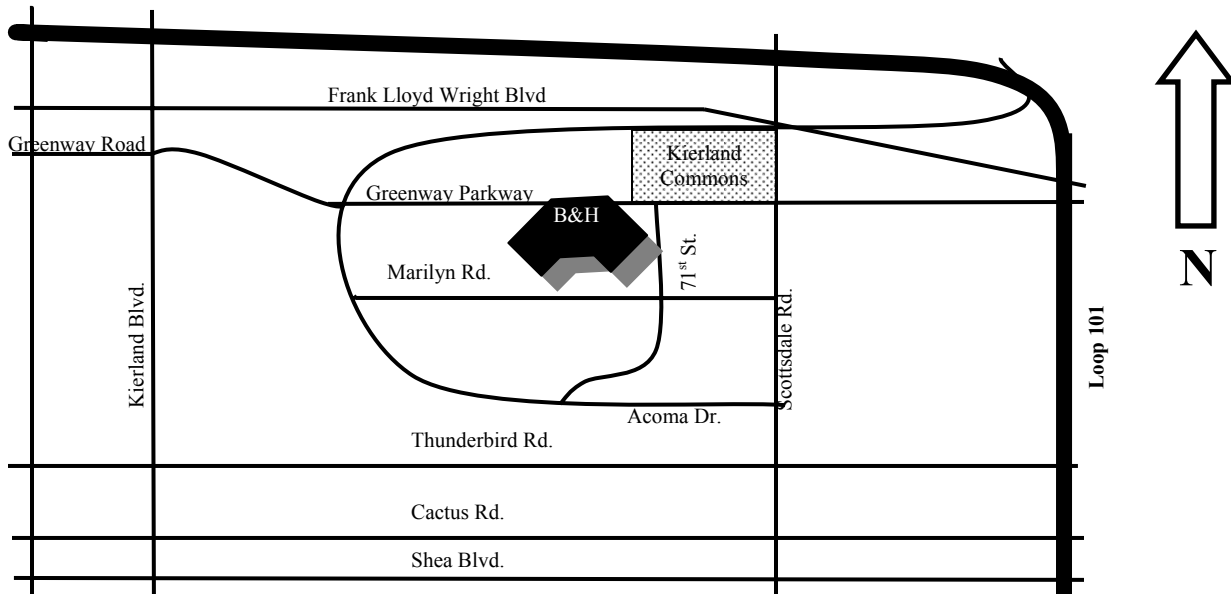 Frank Lloyd Wright Blvd
Greenway Road
Kierland
Commons
Greenway Parkway
B&H
71st St.
Marilyn Rd.
N
Kierland Blvd.
Scottsdale Rd.
Loop 101
Acoma Dr.
Thunderbird Rd.
Cactus Rd.
Shea Blvd.